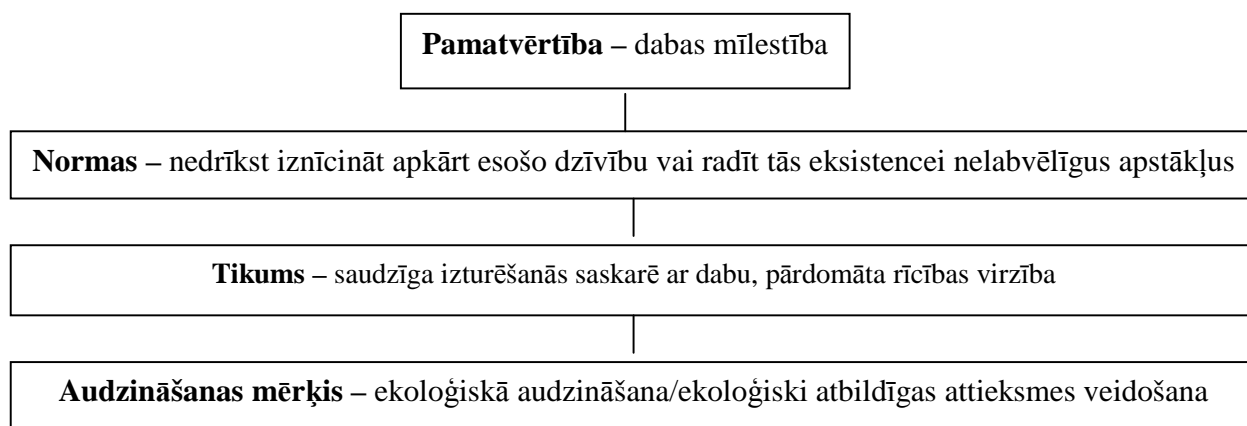 Pamatvērtība – dabas mīlestība
Normas – nedrīkst iznīcināt apkārt esošo dzīvību vai radīt tās eksistencei nelabvēlīgus apstākļus
Tikums – saudzīga izturēšanās saskarē ar dabu, pārdomāta rīcības virzība
Audzināšanas mērķis – ekoloģiskā audzināšana/ekoloģiski atbildīgas attieksmes veidošana